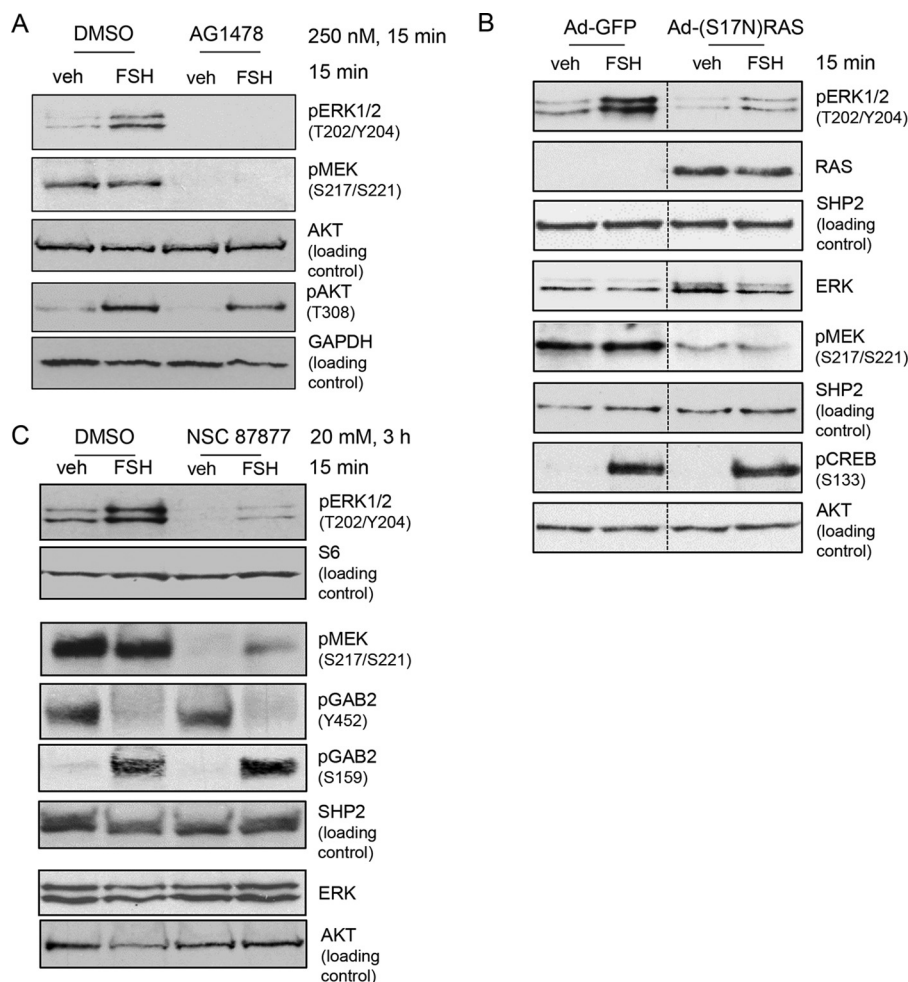 A
DMSO AG1478 250 nM, 15 min
veh FSH veh FSH 15 min
pERK1/2
(T202/Y204)
pMEK
(S217/S221)
AKT
(loading
control)
pAKT
(T308)
GAPDH
(loading
control)
B
Ad-GFP Ad-(S17N)RAS
veh FSH veh FSH 15 min
pERK1/2
(T202/Y204)
RAS
SHP2
(loading
control)
ERK
pMEK
(S217/S221)
SHP2
(loading
control)
pCREB
(S133)
AKT
(loading
control)
C
DMSO NSC 87877 20 mM, 3 h
veh FSH veh FSH 15 min
pERK1/2
(T202/Y204)
S6
(loading
control)
pMEK
(S217/S221)
pGAB2
(Y452)
pGAB2
(S159)
SHP2
(loading
control)
ERK
AKT
(loading
control)